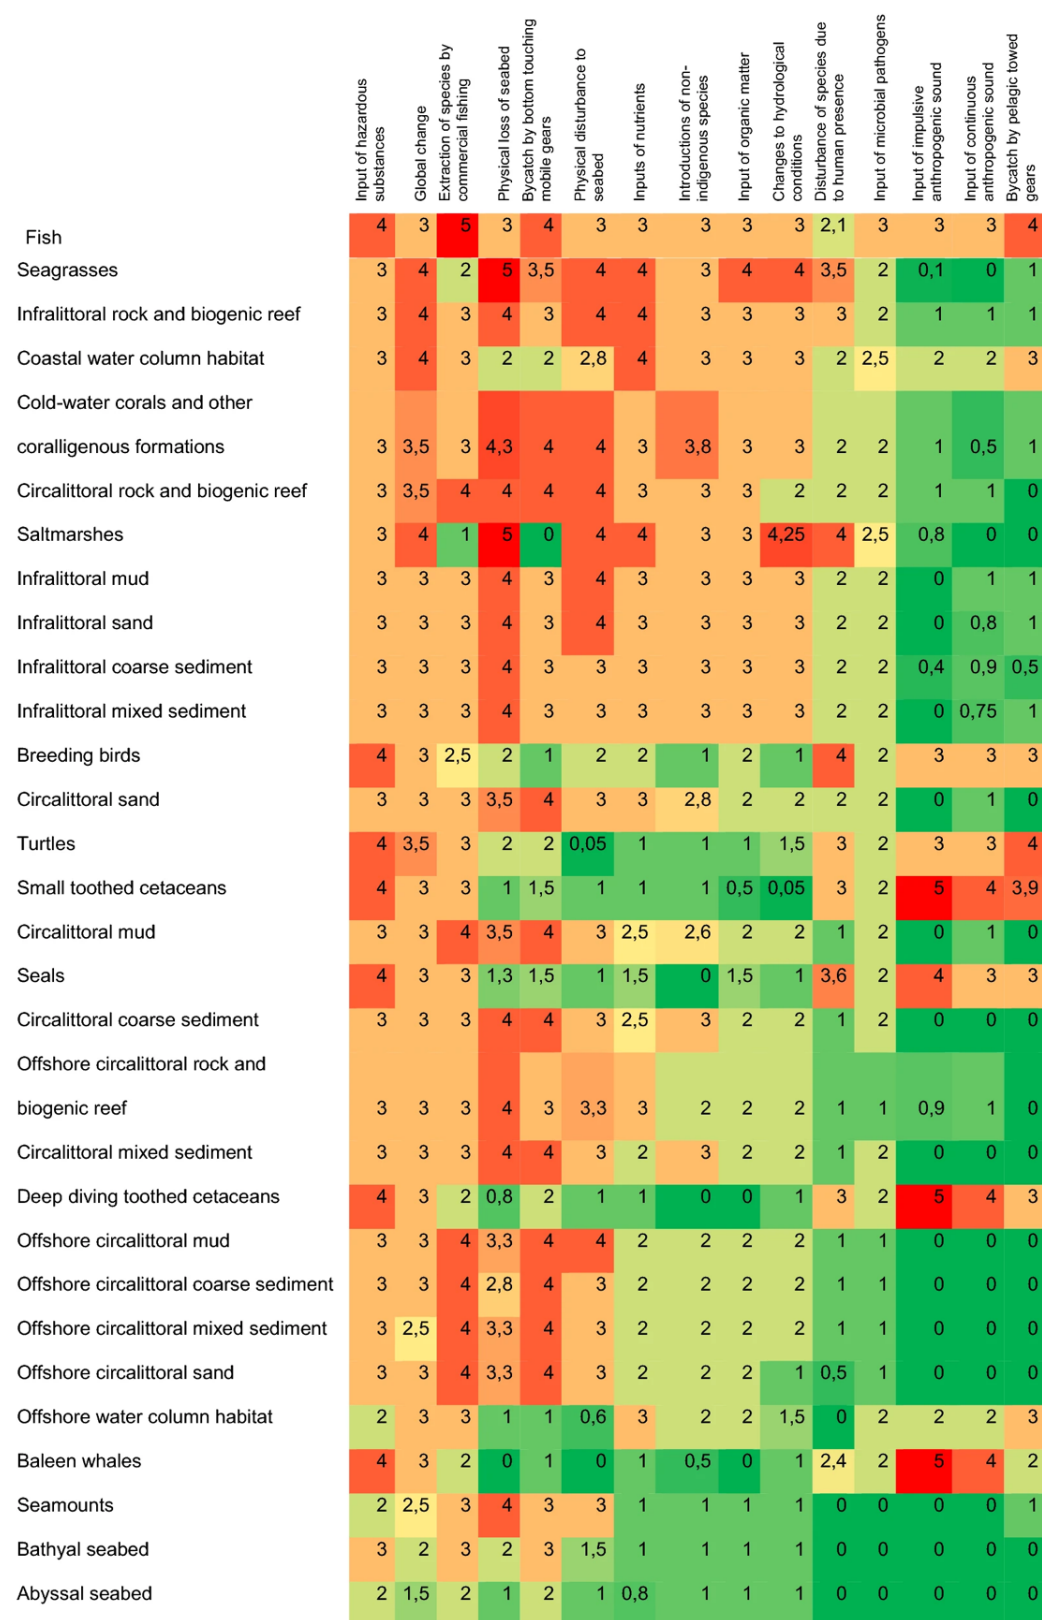 Input of hazardous
substances
Global change
Extraction of species by
commercial fishing
Physical loss of seabed
Bycatch by bottom touching
mobile gears
Physical disturbance to
seabed
Inputs of nutrients
Introductions of non-
indigenous species
Input of organic matter
Changes to hydrological
conditions
Disturbance of species due
to human presence
Input of microbial pathogens
Input of impulsive
anthropogenic sound
Input of continuous
anthropogenic sound
Bycatch by pelagic towed
gears
Fish 4 3 5 3 4 3 3 3 3 3 2,1 3 3 3 4
Seagrasses 3 4 2 5 3,5 4 4 3 4 4 3,5 2 0,1 0 1
Infralittoral rock and biogenic reef 3 4 3 4 3 4 4 3 3 3 3 2 1 1 1
Coastal water column habitat 3 4 3 2 2 2,8 4 3 3 3 2 2,5 2 2 3
Cold-water corals and other
coralligenous formations 3 3,5 3 4,3 4 4 3 3,8 3 3 2 2 1 0,5 1
Circalittoral rock and biogenic reef 3 3,5 4 4 4 4 3 3 3 2 2 2 1 1 0
Saltmarshes 3 4 1 5 0 4 4 3 3 4,25 4 2,5 0,8 0 0
Infralittoral mud 3 3 3 4 3 4 3 3 3 3 2 2 0 1 1
Infralittoral sand 3 3 3 4 3 4 3 3 3 3 2 2 0 0,8 1
Infralittoral coarse sediment 3 3 3 4 3 3 3 3 3 3 2 2 0,4 0,9 0,5
Infralittoral mixed sediment 3 3 3 4 3 3 3 3 3 3 2 2 0 0,75 1
Breeding birds 4 3 2,5 2 1 2 2 1 2 1 4 2 3 3 3
Circalittoral sand 3 3 3 3,5 4 3 3 2,8 2 2 2 2 0 1 0
Turtles 4 3,5 3 2 2 0,05 1 1 1 1,5 3 2 3 3 4
Small toothed cetaceans 4 3 3 1 1,5 1 1 1 0,5 0,05 3 2 5 4 3,9
Circalittoral mud 3 3 4 3,5 4 3 2,5 2,6 2 2 1 2 0 1 0
Seals 4 3 3 1,3 1,5 1 1,5 0 1,5 1 3,6 2 4 3 3
Circalittoral coarse sediment 3 3 3 4 4 3 2,5 3 2 2 1 2 0 0 0
Offshore circalittoral rock and
biogenic reef 3 3 3 4 3 3,3 3 2 2 2 1 1 0,9 1 0
Circalittoral mixed sediment 3 3 3 4 4 3 2 3 2 2 1 2 0 0 0
Deep diving toothed cetaceans 4 3 2 0,8 2 1 1 0 0 1 3 2 5 4 3
Offshore circalittoral mud 3 3 4 3,3 4 4 2 2 2 2 1 1 0 0 0
Offshore circalittoral coarse sediment 3 3 4 2,8 4 3 2 2 2 2 1 1 0 0 0
Offshore circalittoral mixed sediment 3 2,5 4 3,3 4 3 2 2 2 2 1 1 0 0 0
Offshore circalittoral sand 3 3 4 3,3 4 3 2 2 2 1 0,5 1 0 0 0
Offshore water column habitat 2 3 3 1 1 0,6 3 2 2 1,5 0 2 2 2 3
Baleen whales 4 3 2 0 1 0 1 0,5 0 1 2,4 2 5 4 2
Seamounts 2 2,5 3 4 3 3 1 1 1 1 0 0 0 0 1
Bathyal seabed 3 2 3 2 3 1,5 1 1 1 1 0 0 0 0 0
Abyssal seabed 2 1,5 2 1 2 1 0,8 1 1 1 0 0 0 0 0